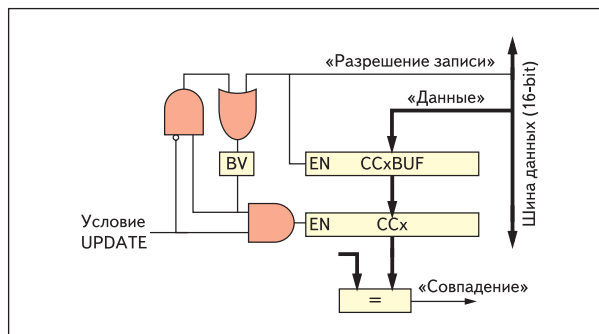 «Разрешение записи»
«Данные»
Шина данных (16-bit)
EN CCxBUF
BV
Условие
UPDATE
EN CCx
«Совпадение»
=